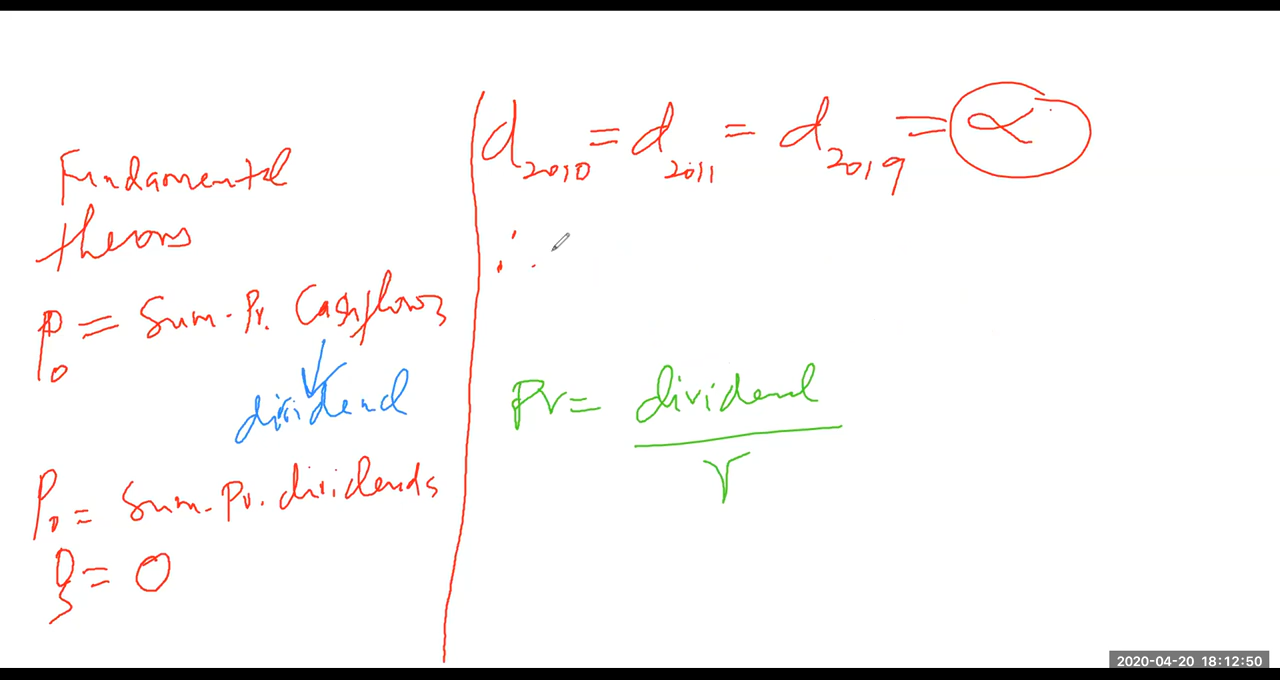 Fundamental
theorns
P₀ = Sum. Pv. Cashflows
dividend
P₀ = Sum. Pv. dividends
= 0
d₂₀₁₀ = d₂₀₁₁ = d₂₀₁₉ = α
∴
Pv = dividend
r
2020-04-20 18:12:50